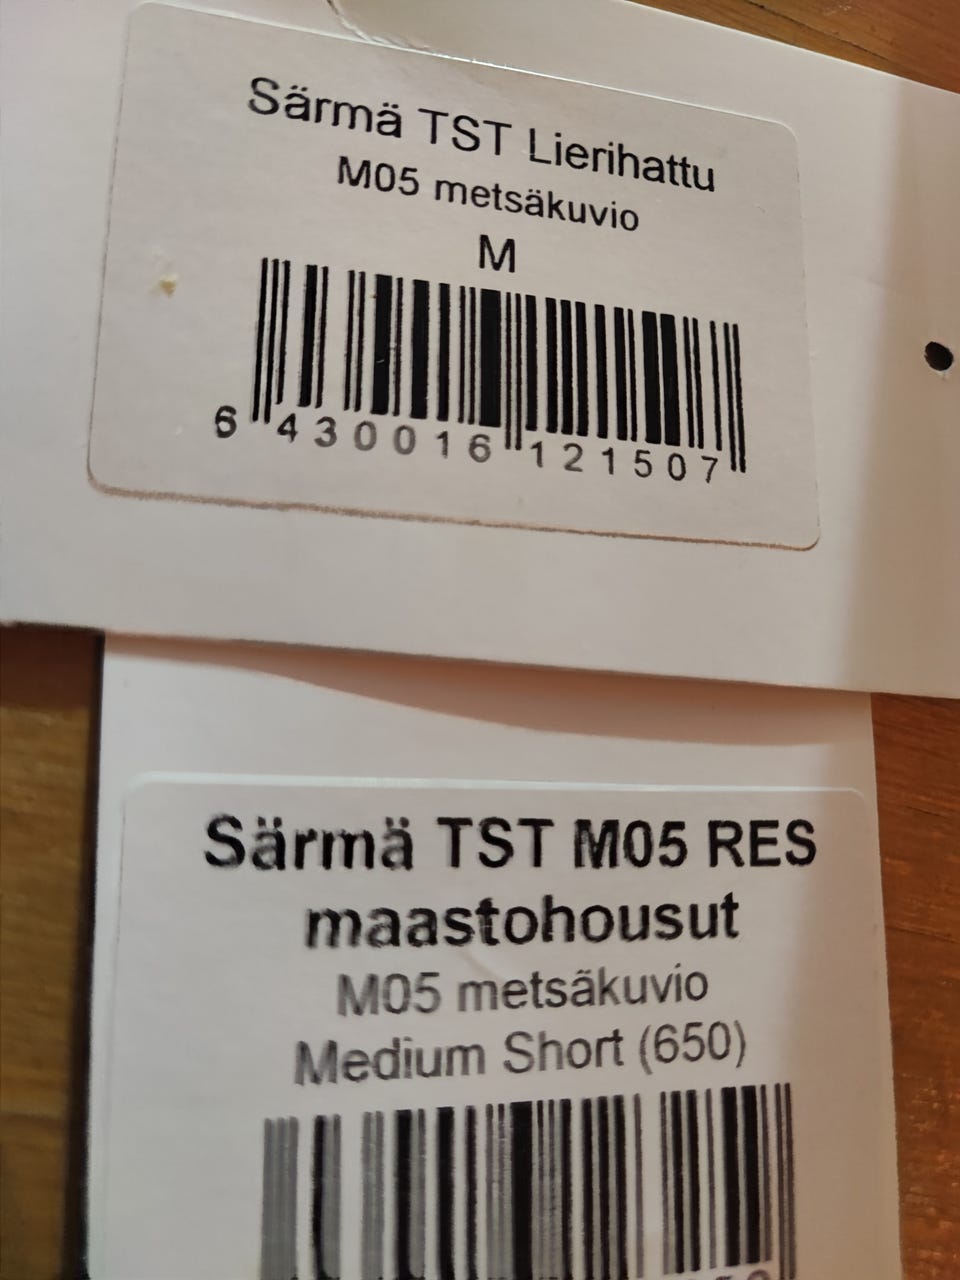 Särmä TST Lierihattu
M05 metsäkuvio
M
6 430016 121507
Särmä TST M05 RES
maastohousut
M05 metsäkuvio
Medium Short (650)